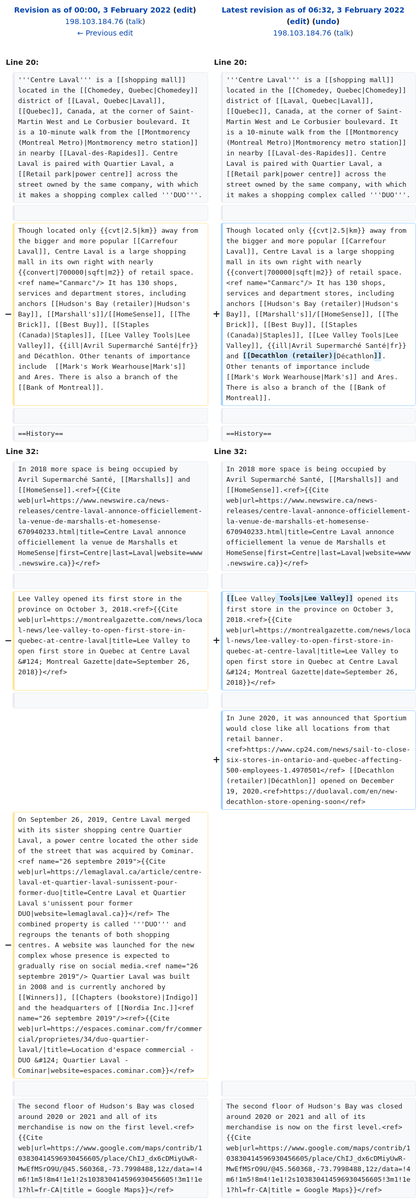 Revision as of 00:00, 3 February 2022 (edit)
198.103.184.76 (talk)
← Previous edit
Latest revision as of 06:32, 3 February 2022
(edit) (undo)
198.103.184.76 (talk)
Line 20:
Line 20:
'''Centre Laval''' is a [[shopping mall]]
located in the [[Chomedey, Quebec|Chomedey]]
district of [[Laval, Quebec|Laval]],
[[Quebec]], Canada, at the corner of Saint-
Martin West and Le Corbusier boulevard. It
is a 10-minute walk from the [[Montmorency
(Montreal Metro)|Montmorency metro station]]
in nearby [[Laval-des-Rapides]]. Centre
Laval is paired with Quartier Laval, a
[[Retail park|power centre]] across the
street owned by the same company, with which
it makes a shopping complex called '''DUO'''.
'''Centre Laval''' is a [[shopping mall]]
located in the [[Chomedey, Quebec|Chomedey]]
district of [[Laval, Quebec|Laval]],
[[Quebec]], Canada, at the corner of Saint-
Martin West and Le Corbusier boulevard. It
is a 10-minute walk from the [[Montmorency
(Montreal Metro)|Montmorency metro station]]
in nearby [[Laval-des-Rapides]]. Centre
Laval is paired with Quartier Laval, a
[[Retail park|power centre]] across the
street owned by the same company, with which
it makes a shopping complex called '''DUO'''.
−
Though located only {{cvt|2.5|km}} away from
the bigger and more popular [[Carrefour
Laval]], Centre Laval is a large shopping
mall in its own right with nearly
{{convert|700000|sqft|m2}} of retail space.
<ref name="Canmarc"/> It has 130 shops,
services and department stores, including
anchors [[Hudson's Bay (retailer)|Hudson's
Bay]], [[Marshall's]]/[[HomeSense]], [[The
Brick]], [[Best Buy]], [[Staples
(Canada)|Staples]], [[Lee Valley Tools|Lee
Valley]], {{ill|Avril Supermarché Santé|fr}}
and Décathlon. Other tenants of importance
include  [[Mark's Work Wearhouse|Mark's]]
and Ares. There is also a branch of the
[[Bank of Montreal]].
+
Though located only {{cvt|2.5|km}} away from
the bigger and more popular [[Carrefour
Laval]], Centre Laval is a large shopping
mall in its own right with nearly
{{convert|700000|sqft|m2}} of retail space.
<ref name="Canmarc"/> It has 130 shops,
services and department stores, including
anchors [[Hudson's Bay (retailer)|Hudson's
Bay]], [[Marshall's]]/[[HomeSense]], [[The
Brick]], [[Best Buy]], [[Staples
(Canada)|Staples]], [[Lee Valley Tools|Lee
Valley]], {{ill|Avril Supermarché Santé|fr}}
and [[Decathlon (retailer)|Décathlon]].
Other tenants of importance include
[[Mark's Work Wearhouse|Mark's]] and Ares.
There is also a branch of the [[Bank of
Montreal]].
==History==
==History==
Line 32:
Line 32:
In 2018 more space is being occupied by
Avril Supermarché Santé, [[Marshalls]] and
[[HomeSense]].<ref>{{Cite
web|url=https://www.newswire.ca/news-
releases/centre-laval-annonce-officiellement-
la-venue-de-marshalls-et-homesense-
670940233.html|title=Centre Laval annonce
officiellement la venue de Marshalls et
HomeSense|first=Centre|last=Laval|website=www
.newswire.ca}}</ref>
In 2018 more space is being occupied by
Avril Supermarché Santé, [[Marshalls]] and
[[HomeSense]].<ref>{{Cite
web|url=https://www.newswire.ca/news-
releases/centre-laval-annonce-officiellement-
la-venue-de-marshalls-et-homesense-
670940233.html|title=Centre Laval annonce
officiellement la venue de Marshalls et
HomeSense|first=Centre|last=Laval|website=www
.newswire.ca}}</ref>
−
Lee Valley opened its first store in the
province on October 3, 2018.<ref>{{Cite
web|url=https://montrealgazette.com/news/loca
l-news/lee-valley-to-open-first-store-in-
quebec-at-centre-laval|title=Lee Valley to
open first store in Quebec at Centre Laval
&#124; Montreal Gazette|date=September 26,
2018}}</ref>
+
[[Lee Valley Tools|Lee Valley]] opened its
first store in the province on October 3,
2018.<ref>{{Cite
web|url=https://montrealgazette.com/news/loca
l-news/lee-valley-to-open-first-store-in-
quebec-at-centre-laval|title=Lee Valley to
open first store in Quebec at Centre Laval
&#124; Montreal Gazette|date=September 26,
2018}}</ref>
+
In June 2020, it was announced that Sportium
would close like all locations from that
retail banner.
<ref>https://www.cp24.com/news/sail-to-close-
six-stores-in-ontario-and-quebec-affecting-
500-employees-1.4970501</ref> [[Decathlon
(retailer)|Décathlon]] opened on December
19, 2020.<ref>https://duolaval.com/en/new-
decathlon-store-opening-soon</ref>
−
On September 26, 2019, Centre Laval merged
with its sister shopping centre Quartier
Laval, a power centre located the other side
of the street that was acquired by Cominar.
<ref name="26 septembre 2019">{{Cite
web|url=https://lemaglaval.ca/article/centre-
laval-et-quartier-laval-sunissent-pour-
former-duo|title=Centre Laval et Quartier
Laval s'unissent pour former
DUO|website=lemaglaval.ca}}</ref> The
combined property is called '''DUO''' and
regroups the tenants of both shopping
centres. A website was launched for the new
complex whose presence is expected to
gradually rise on social media.<ref name="26
septembre 2019"/> Quartier Laval was built
in 2008 and is currently anchored by
[[Winners]], [[Chapters (bookstore)|Indigo]]
and the headquarters of [[Nordia Inc.]]<ref
name="26 septembre 2019"/><ref>{{Cite
web|url=https://espaces.cominar.com/fr/commer
cial/proprietes/34/duo-quartier-
laval/|title=Location d'espace commercial -
DUO &#124; Quartier Laval -
Cominar|website=espaces.cominar.com}}</ref>
The second floor of Hudson's Bay was closed
around 2020 or 2021 and all of its
merchandise is now on the first level.<ref>
{{Cite
web|url=https://www.google.com/maps/contrib/1
03830414596930456605/place/ChIJ_dx6cDMiyUwR-
MwEfMSrO9U/@45.560368,-73.7998488,12z/data=!4
m6!1m5!8m4!1e1!2s103830414596930456605!3m1!1e
1?hl=fr-CA|title = Google Maps}}</ref>
The second floor of Hudson's Bay was closed
around 2020 or 2021 and all of its
merchandise is now on the first level.<ref>
{{Cite
web|url=https://www.google.com/maps/contrib/1
03830414596930456605/place/ChIJ_dx6cDMiyUwR-
MwEfMSrO9U/@45.560368,-73.7998488,12z/data=!4
m6!1m5!8m4!1e1!2s103830414596930456605!3m1!1e
1?hl=fr-CA|title = Google Maps}}</ref>